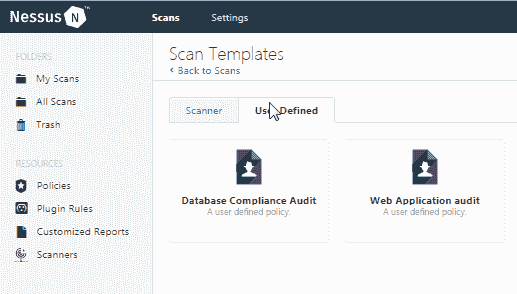 Nessus N ™ Scans Settings
FOLDERS
My Scans
All Scans
Trash
RESOURCES
Policies
Plugin Rules
Customized Reports
Scanners
Scan Templates
< Back to Scans
Scanner User Defined
Database Compliance Audit
A user defined policy.
Web Application audit
A user defined policy.